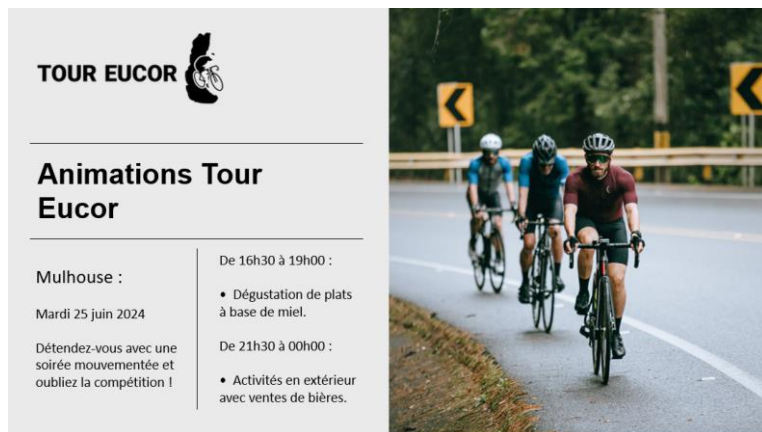 TOUR EUCOR
Animations Tour
Eucor
Mulhouse :
Mardi 25 juin 2024
Détendez-vous avec une
soirée mouvementée et
oubliez la compétition !
De 16h30 à 19h00 :
• Dégustation de plats
à base de miel.
De 21h30 à 00h00 :
• Activités en extérieur
avec ventes de bières.